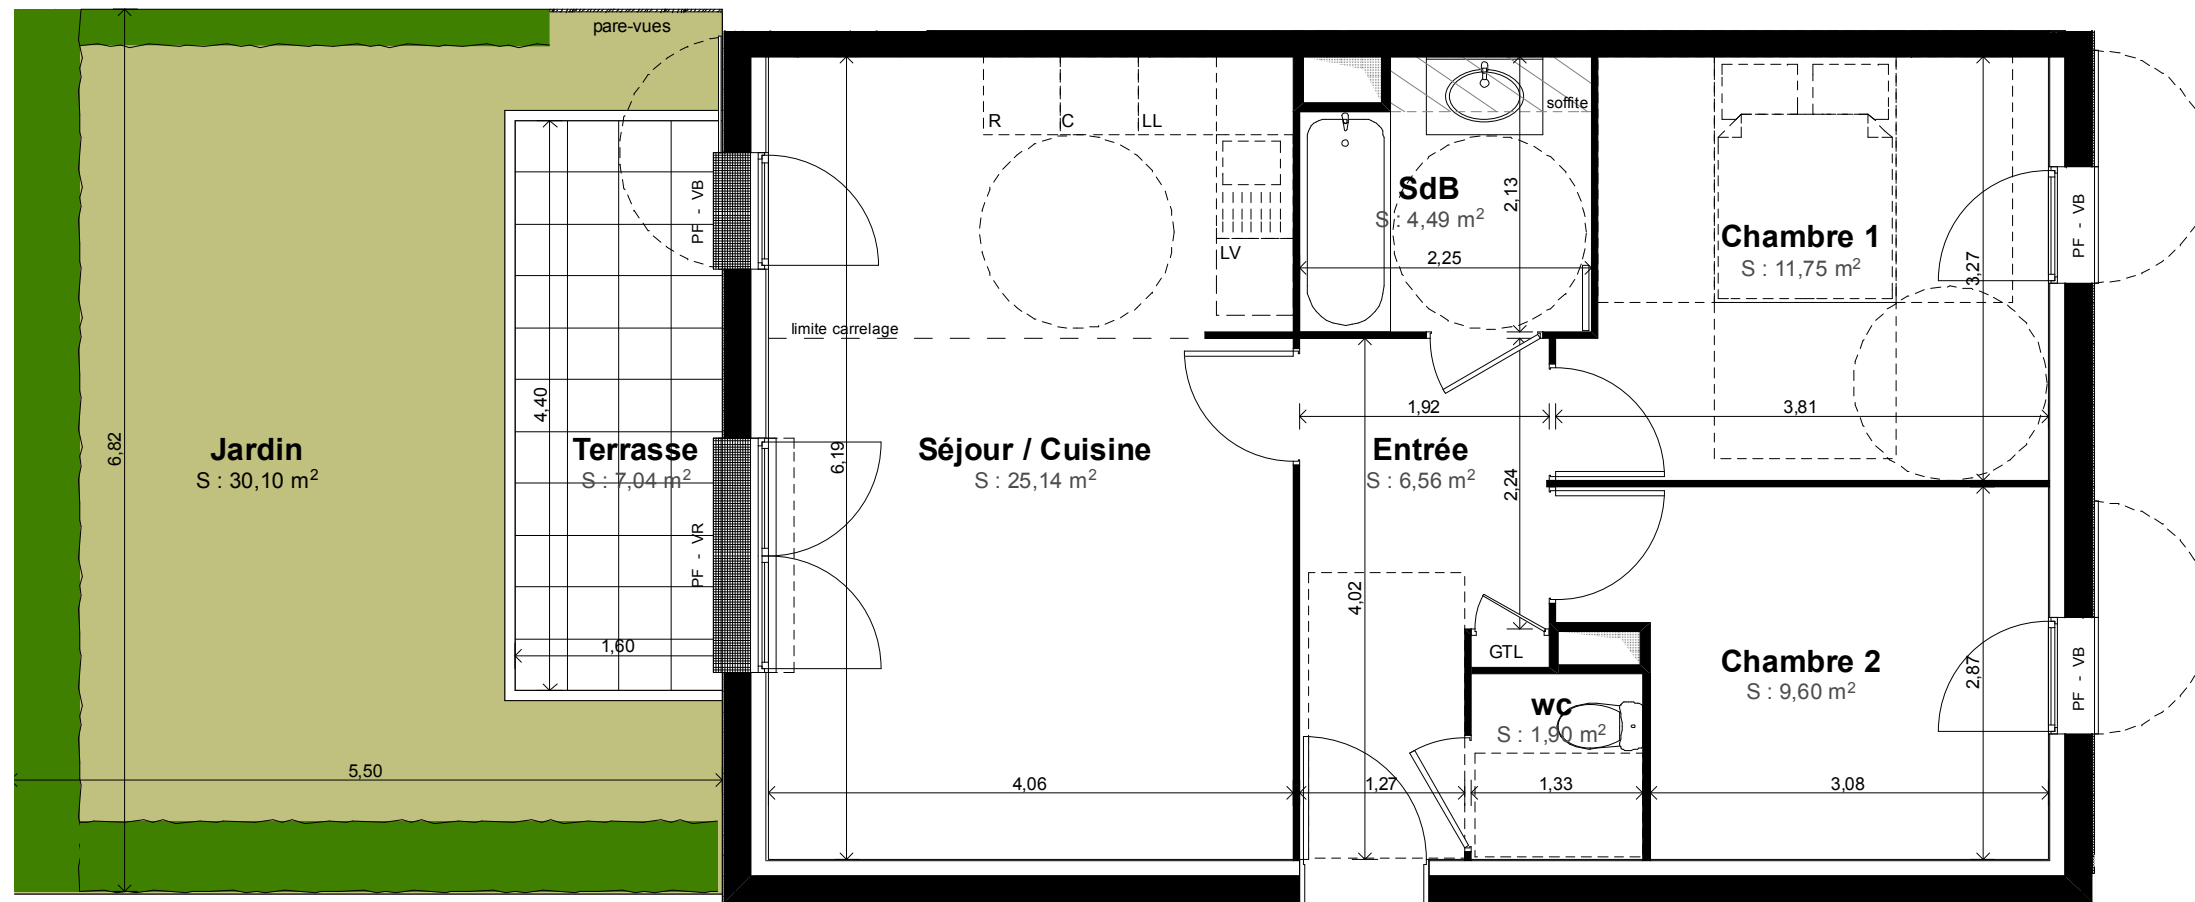 pare-vues
R
C
LL
soffite
PF - VB
SdB
S : 4,49 m²
2,13
2,25
LV
Chambre 1
S : 11,75 m²
3,27
PF - VB
limite carrelage
4,40
6,82
Jardin
S : 30,10 m²
Terrasse
S : 7,04 m²
6,19
Séjour / Cuisine
S : 25,14 m²
1,92
Entrée
S : 6,56 m²
2,24
3,81
PF - VR
1,60
4,02
GTL
wc
S : 1,90 m²
Chambre 2
S : 9,60 m²
2,87
PF - VB
5,50
4,06
1,27
1,33
3,08